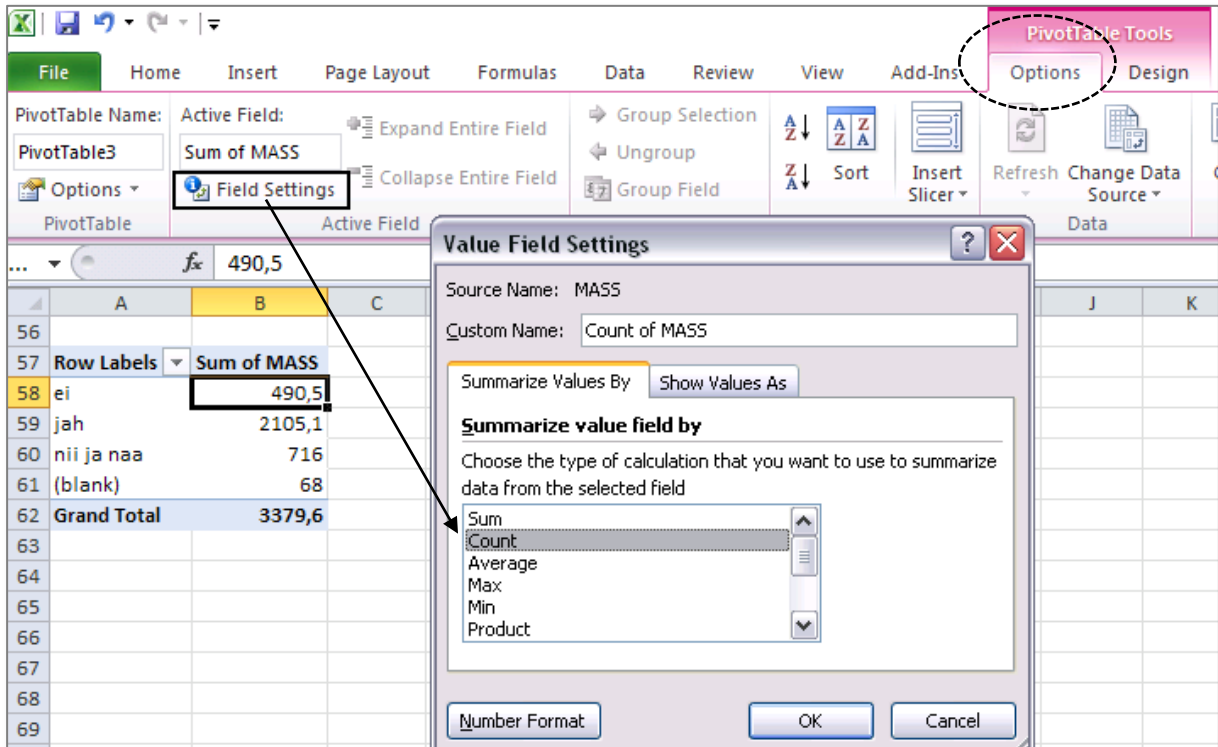 PivotTable Tools
File Home Insert Page Layout Formulas Data Review View Add-Ins Options Design
PivotTable Name:
PivotTable3
Options
PivotTable
Active Field:
Sum of MASS
Field Settings
Expand Entire Field
Collapse Entire Field
Active Field
Group Selection
Ungroup
Group Field
Sort
Insert
Slicer
Refresh
Change Data
Source
Data
... fx 490,5
A B C J K
56
57 Row Labels Sum of MASS
58 ei 490,5
59 jah 2105,1
60 nii ja naa 716
61 (blank) 68
62 Grand Total 3379,6
63
64
65
66
67
68
69
Value Field Settings
Source Name: MASS
Custom Name: Count of MASS
Summarize Values By Show Values As
Summarize value field by
Choose the type of calculation that you want to use to summarize
data from the selected field
Sum
Count
Average
Max
Min
Product
Number Format OK Cancel